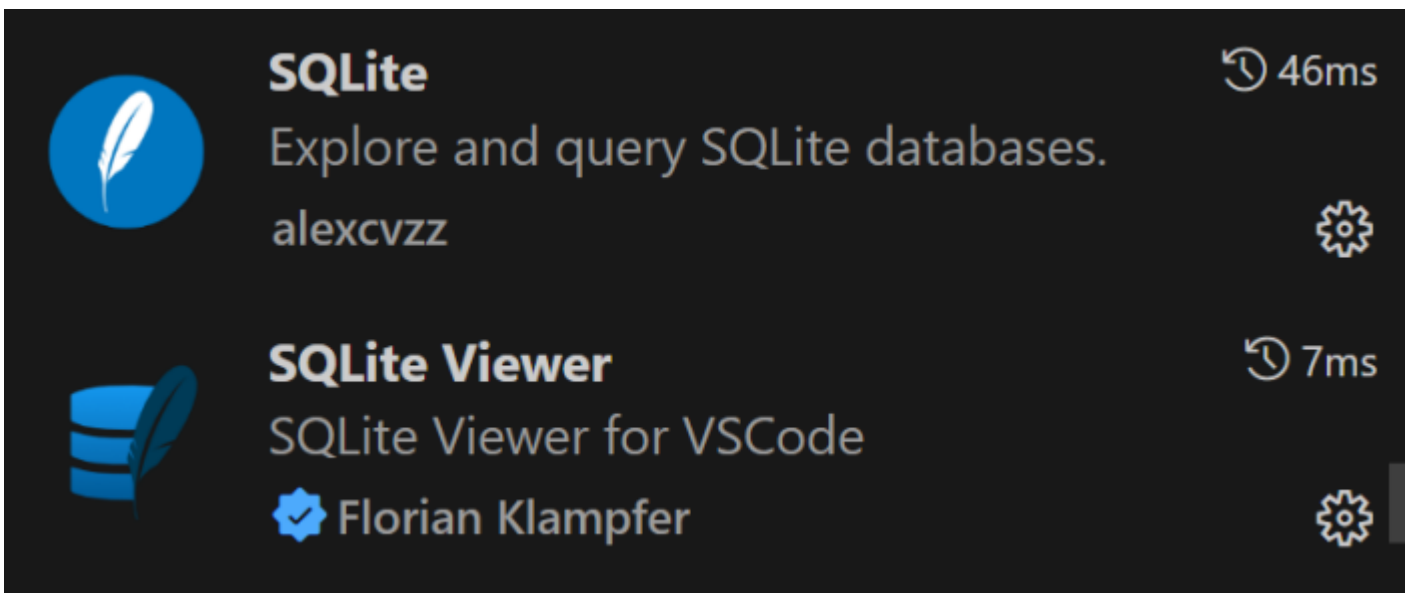 SQLite
46ms
Explore and query SQLite databases.
alexcvzz
SQLite Viewer
7ms
SQLite Viewer for VSCode
Florian Klampfer